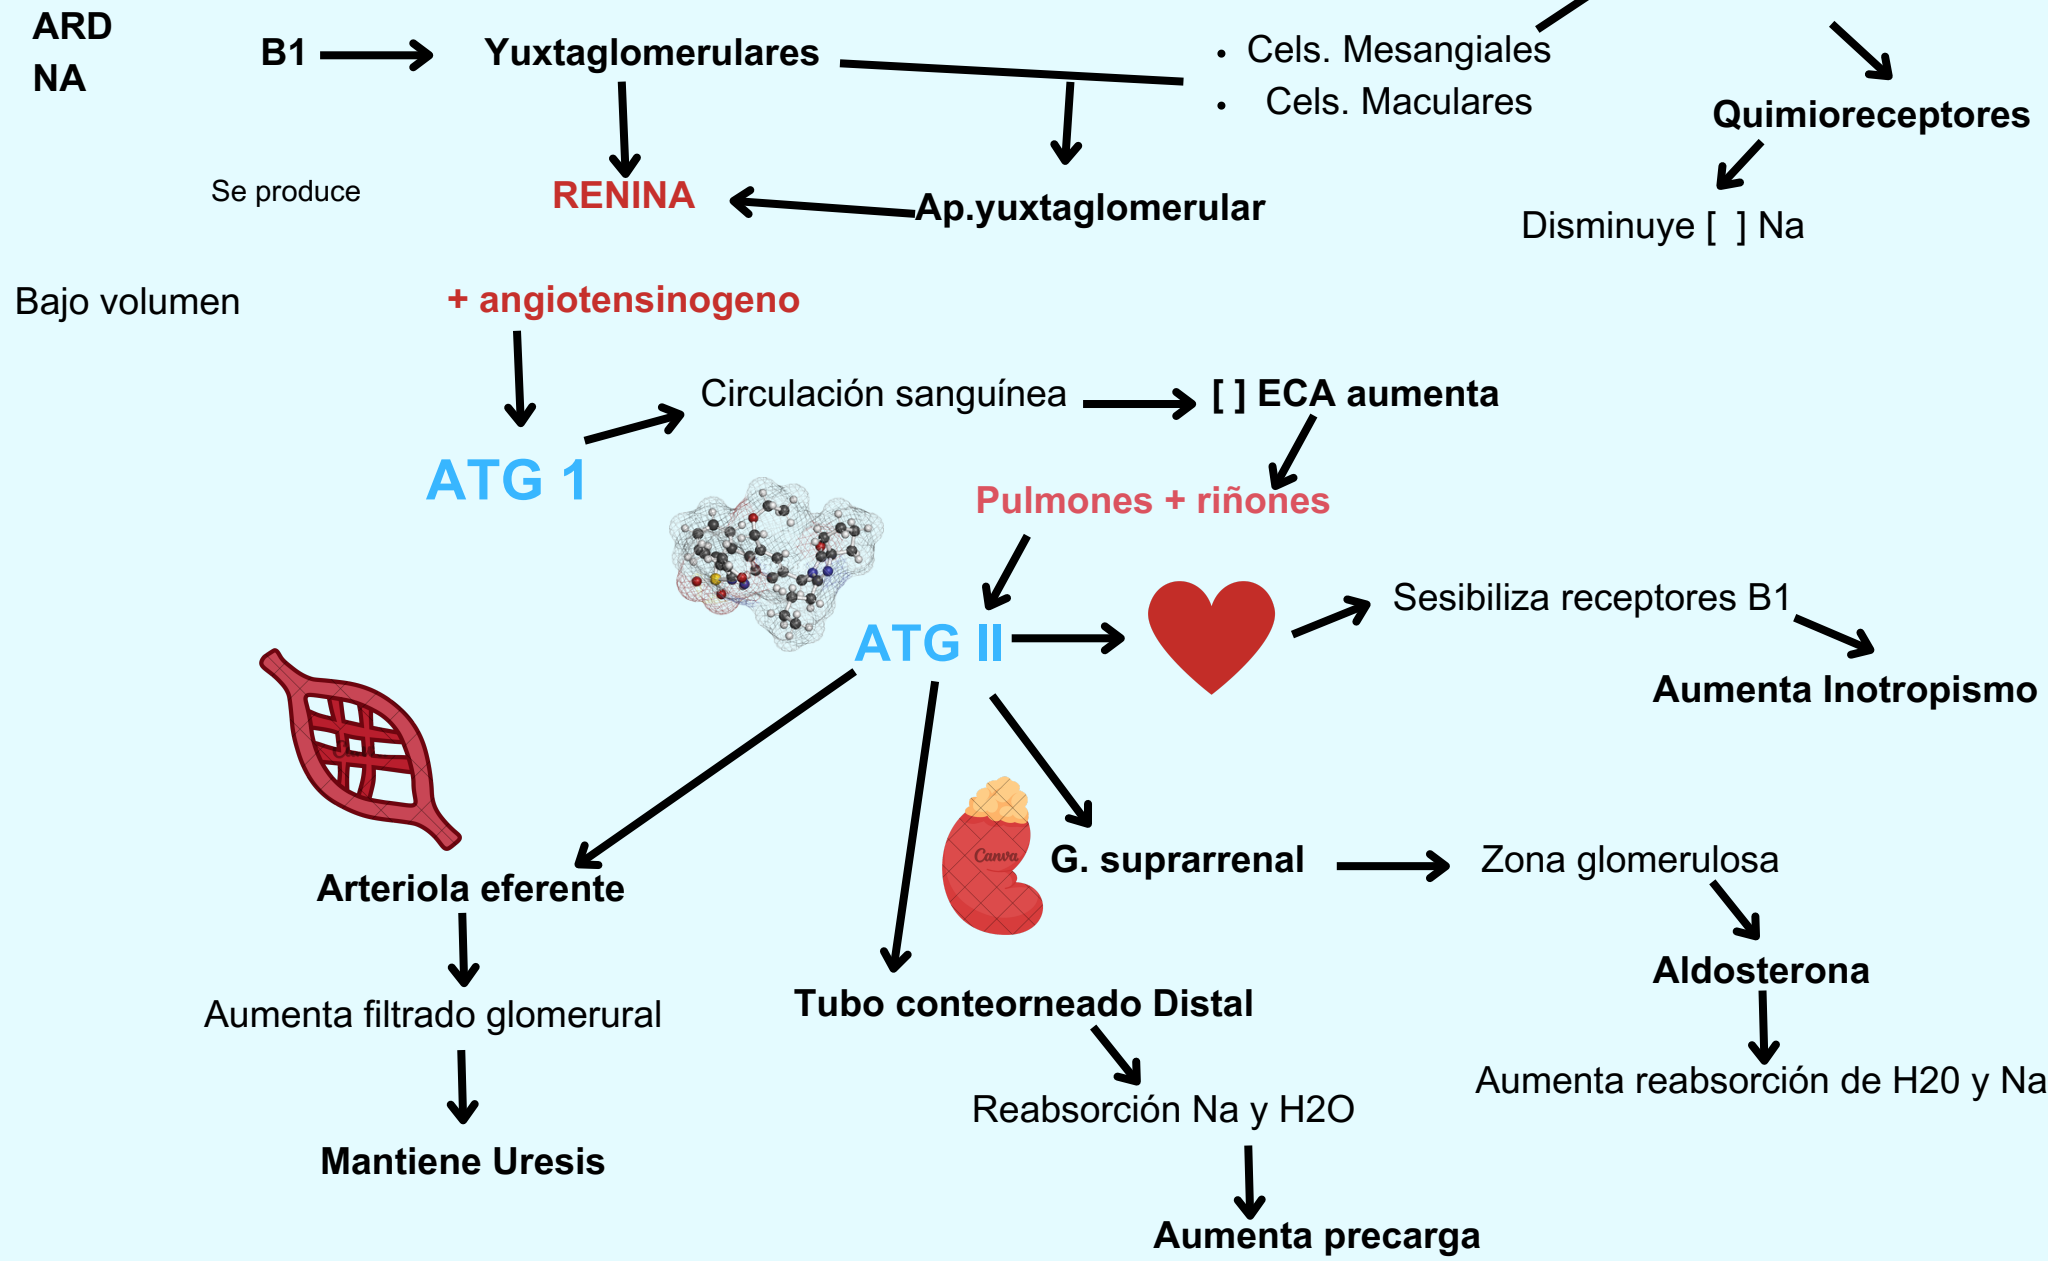 ARD
NA
B1
Yuxtaglomerulares
• Cels. Mesangiales
• Cels. Maculares
Quimioreceptores
Se produce
RENINA
Ap.yuxtaglomerular
Disminuye [ ] Na
Bajo volumen
+ angiotensinogeno
Circulación sanguínea
[ ] ECA aumenta
ATG 1
Pulmones + riñones
Sesibiliza receptores B1
ATG II
Aumenta Inotropismo
Canva
G. suprarrenal
Zona glomerulosa
Arteriola eferente
Aldosterona
Aumenta filtrado glomerural
Tubo conteorneado Distal
Aumenta reabsorción de H20 y Na
Reabsorción Na y H2O
Mantiene Uresis
Aumenta precarga